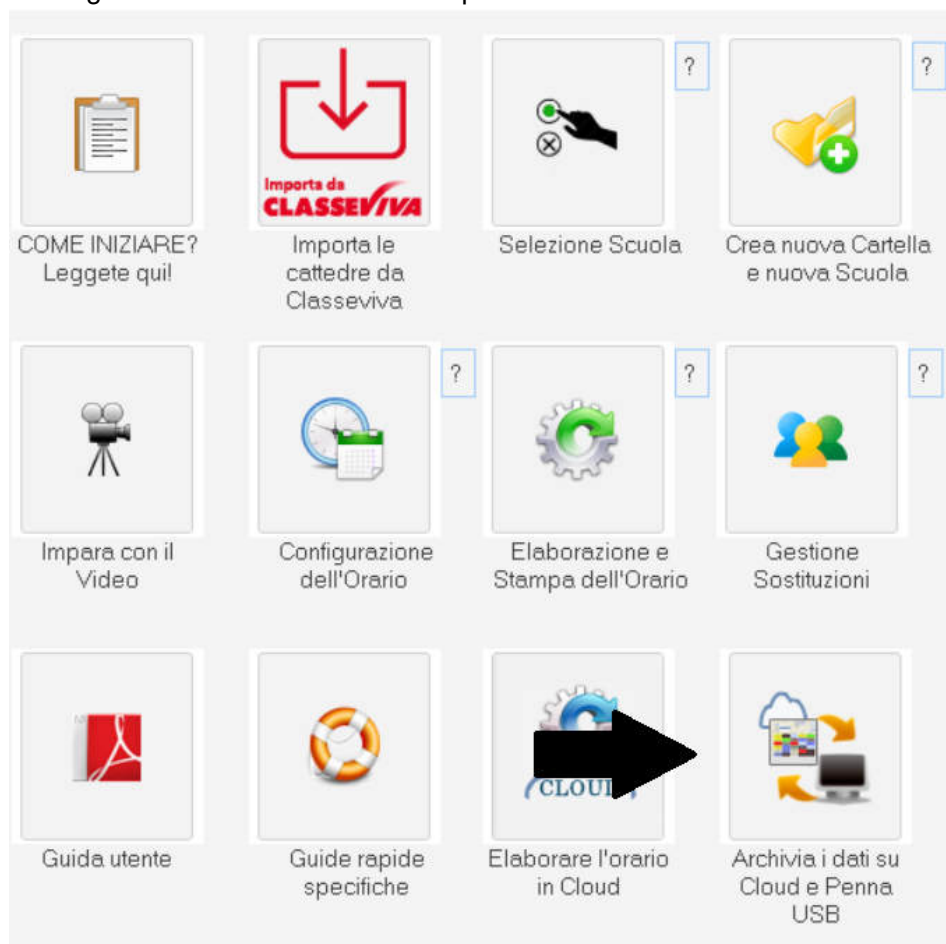 ?
?
Importa da
CLASSEVIVA
COME INIZIARE?
Leggete qui!
Importa le
cattedre da
Classeviva
Selezione Scuola
Crea nuova Cartella
e nuova Scuola
?
?
?
Impara con il
Video
Configurazione
dell'Orario
Elaborazione e
Stampa dell'Orario
Gestione
Sostituzioni
Guida utente
Guide rapide
specifiche
Elaborare l'orario
in Cloud
Archivia i dati su
Cloud e Penna
USB